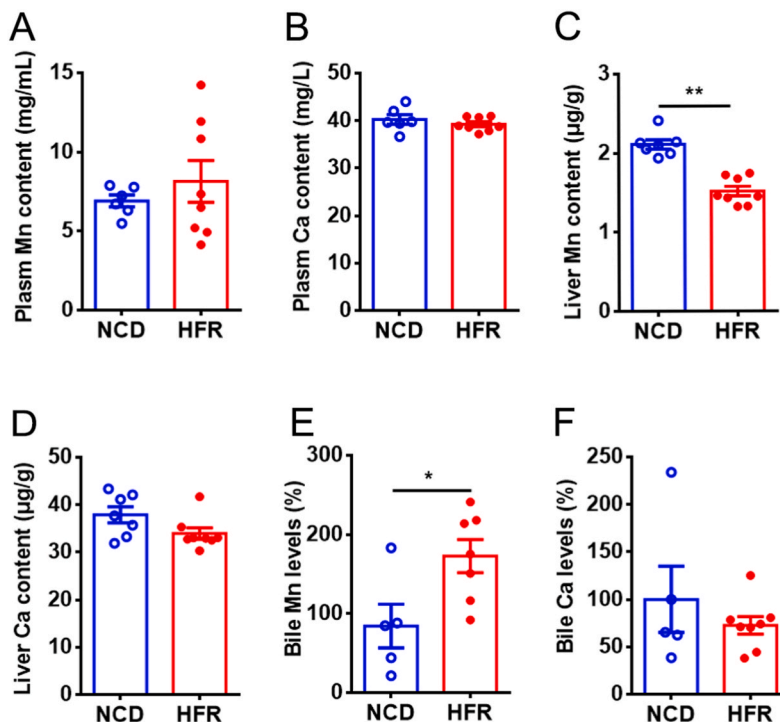 A
Plasm Mn content (mg/mL)
15
10
5
0
NCD HFR
B
Plasm Ca content (mg/L)
50
40
30
20
10
0
NCD HFR
C
Liver Mn content (µg/g)
3
2
1
0
**
NCD HFR
D
Liver Ca content (µg/g)
50
40
30
20
10
0
NCD HFR
E
Bile Mn levels (%)
300
200
100
0
*
NCD HFR
F
Bile Ca levels (%)
250
200
150
100
50
0
NCD HFR